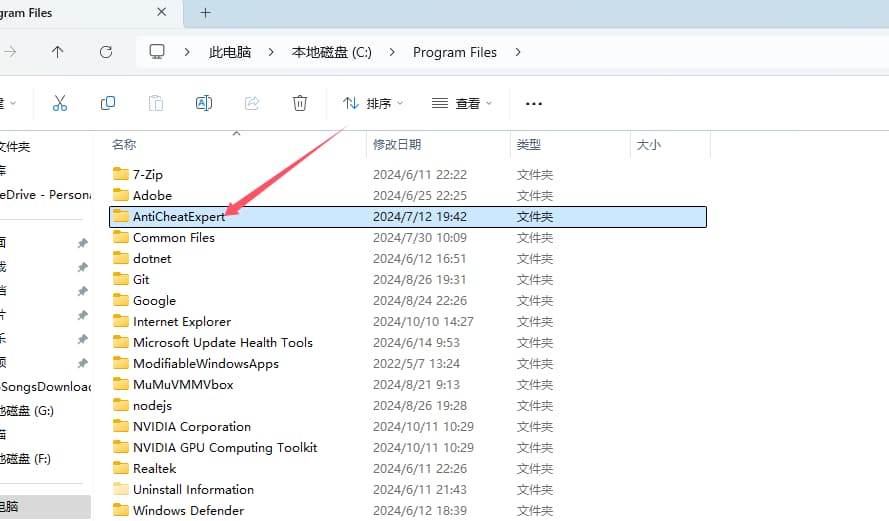 gram Files
此电脑 本地磁盘 (C:) Program Files
排序 查看
文件夹
名称 修改日期 类型 大小
7-Zip 2024/6/11 22:22 文件夹
Adobe 2024/6/25 22:25 文件夹
eDrive - Persona
AntiCheatExpert 2024/7/12 19:42 文件夹
Common Files 2024/7/30 10:09 文件夹
dotnet 2024/6/12 16:51 文件夹
Git 2024/8/26 19:31 文件夹
Google 2024/8/24 22:26 文件夹
Internet Explorer 2024/10/10 14:27 文件夹
Microsoft Update Health Tools 2024/6/14 9:53 文件夹
ModifiableWindowsApps 2022/5/7 13:24 文件夹
MuMuVMMVbox 2024/8/21 9:13 文件夹
SongsDownload
nodejs 2024/8/26 19:28 文件夹
地磁盘 (G:)
NVIDIA Corporation 2024/10/11 10:29 文件夹
NVIDIA GPU Computing Toolkit 2024/10/11 10:29 文件夹
地磁盘 (F:)
Realtek 2024/6/11 22:26 文件夹
Uninstall Information 2024/6/11 21:43 文件夹
电脑
Windows Defender 2024/6/12 18:39 文件夹